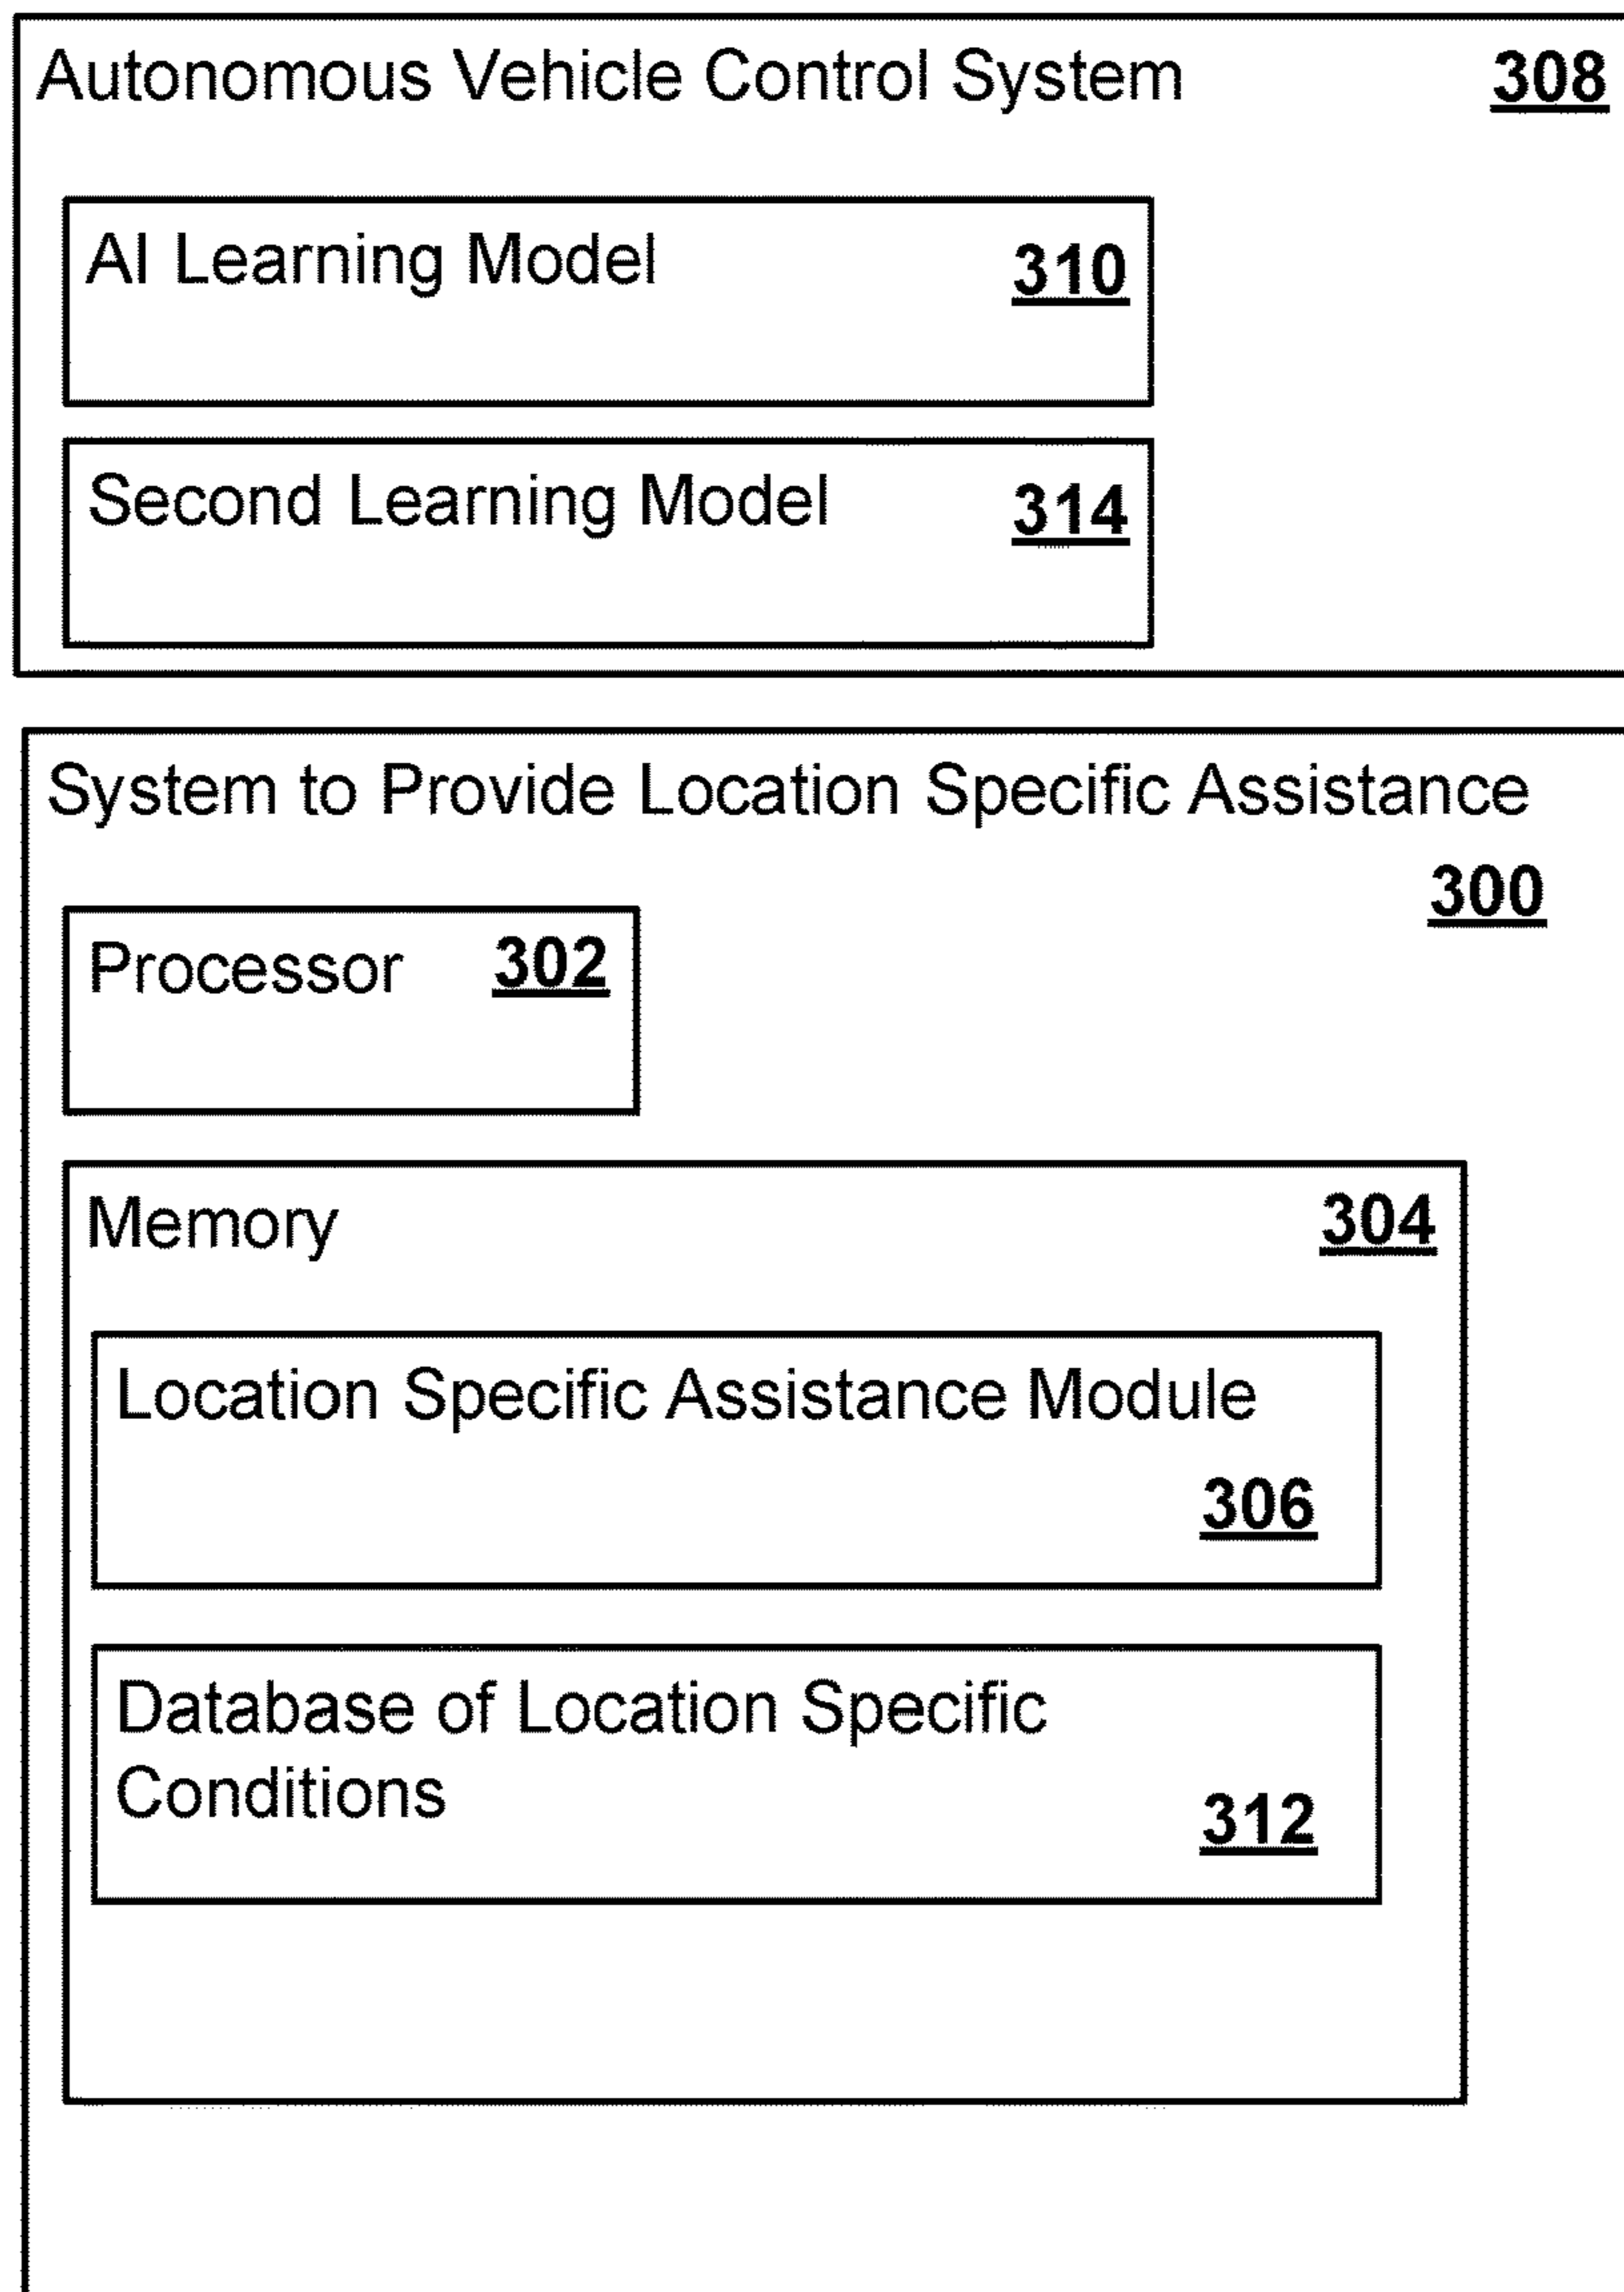 Autonomous Vehicle Control System 308
AI Learning Model 310
Second Learning Model 314
System to Provide Location Specific Assistance
300
Processor 302
Memory 304
Location Specific Assistance Module
306
Database of Location Specific
Conditions
312